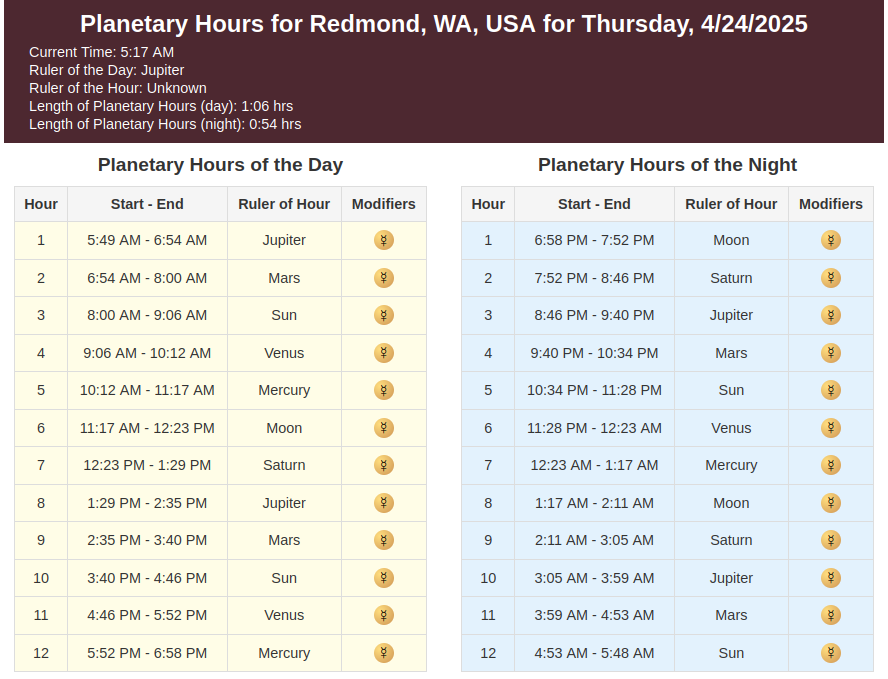 Planetary Hours for Redmond, WA, USA for Thursday, 4/24/2025
Current Time: 5:17 AM
Ruler of the Day: Jupiter
Ruler of the Hour: Unknown
Length of Planetary Hours (day): 1:06 hrs
Length of Planetary Hours (night): 0:54 hrs
Planetary Hours of the Day
Hour Start - End Ruler of Hour Modifiers
1 5:49 AM - 6:54 AM Jupiter ☿
2 6:54 AM - 8:00 AM Mars ☿
3 8:00 AM - 9:06 AM Sun ☿
4 9:06 AM - 10:12 AM Venus ☿
5 10:12 AM - 11:17 AM Mercury ☿
6 11:17 AM - 12:23 PM Moon ☿
7 12:23 PM - 1:29 PM Saturn ☿
8 1:29 PM - 2:35 PM Jupiter ☿
9 2:35 PM - 3:40 PM Mars ☿
10 3:40 PM - 4:46 PM Sun ☿
11 4:46 PM - 5:52 PM Venus ☿
12 5:52 PM - 6:58 PM Mercury ☿
Planetary Hours of the Night
Hour Start - End Ruler of Hour Modifiers
1 6:58 PM - 7:52 PM Moon ☿
2 7:52 PM - 8:46 PM Saturn ☿
3 8:46 PM - 9:40 PM Jupiter ☿
4 9:40 PM - 10:34 PM Mars ☿
5 10:34 PM - 11:28 PM Sun ☿
6 11:28 PM - 12:23 AM Venus ☿
7 12:23 AM - 1:17 AM Mercury ☿
8 1:17 AM - 2:11 AM Moon ☿
9 2:11 AM - 3:05 AM Saturn ☿
10 3:05 AM - 3:59 AM Jupiter ☿
11 3:59 AM - 4:53 AM Mars ☿
12 4:53 AM - 5:48 AM Sun ☿